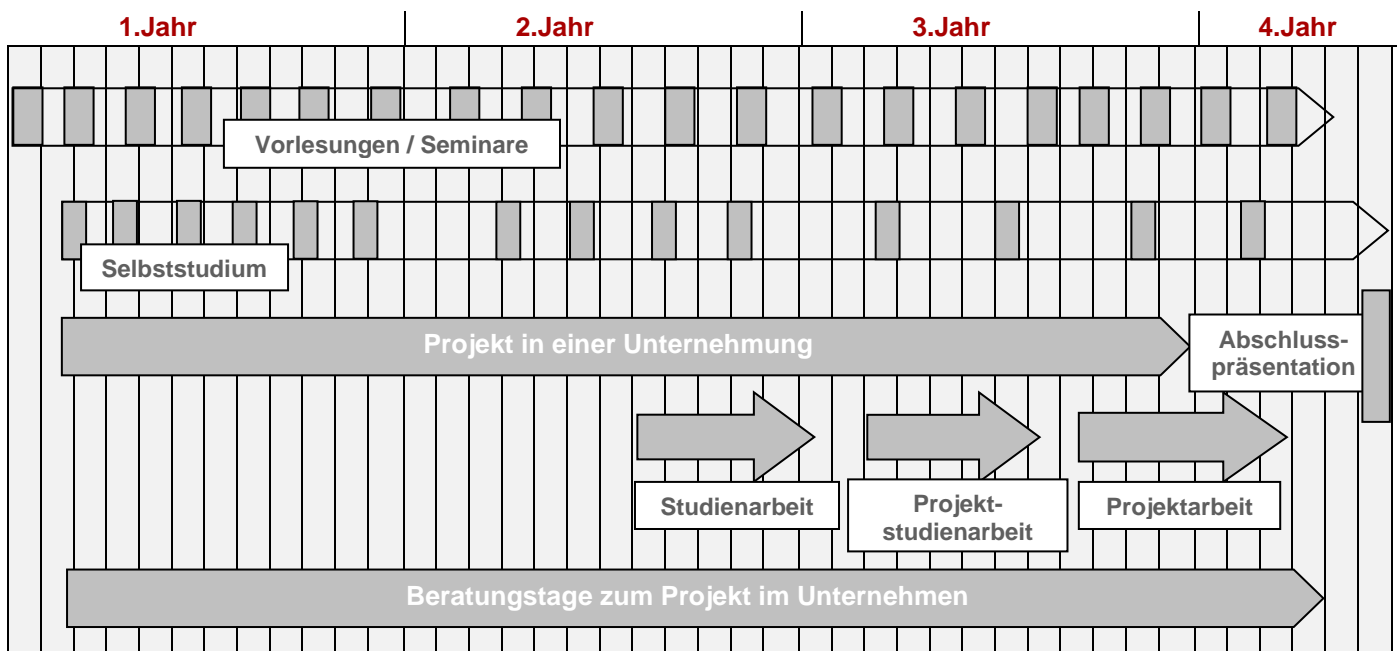 1.Jahr
2.Jahr
3.Jahr
4.Jahr
Vorlesungen / Seminare
Selbststudium
Projekt in einer Unternehmung
Abschluss-
präsentation
Studienarbeit
Projekt-
studienarbeit
Projektarbeit
Beratungstage zum Projekt im Unternehmen